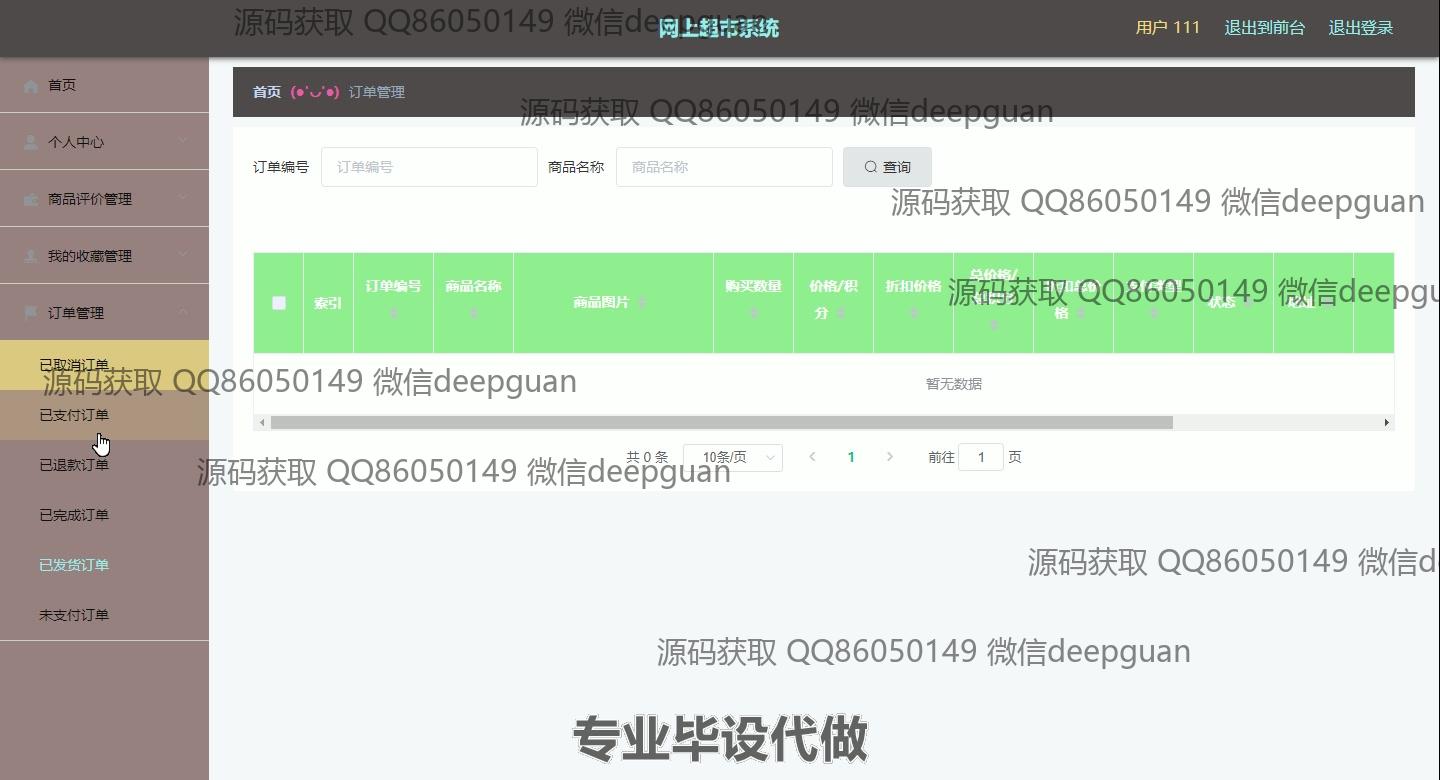 网上超市系统
源码获取 QQ86050149 微信deepguan
用户 111
退出到前台
退出登录
首页
个人中心
商品评价管理
我的收藏管理
订单管理
已取消订单
已支付订单
已退款订单
已完成订单
已发货订单
未支付订单
首页 (●'◡'●) 订单管理
源码获取 QQ86050149 微信deepguan
订单编号 订单编号 商品名称 商品名称 查询
源码获取 QQ86050149 微信deepguan
索引 订单编号 商品名称 商品图片 购买数量 价格/积分 折扣价格 总价格/ 格 状态 地址
源码获取 QQ86050149 微信deepgu
暂无数据
源码获取 QQ86050149 微信deepguan
共 0 条 10条/页 1 前往 1 页
源码获取 QQ86050149 微信deepguan
源码获取 QQ86050149 微信d
源码获取 QQ86050149 微信deepguan
专业毕设代做